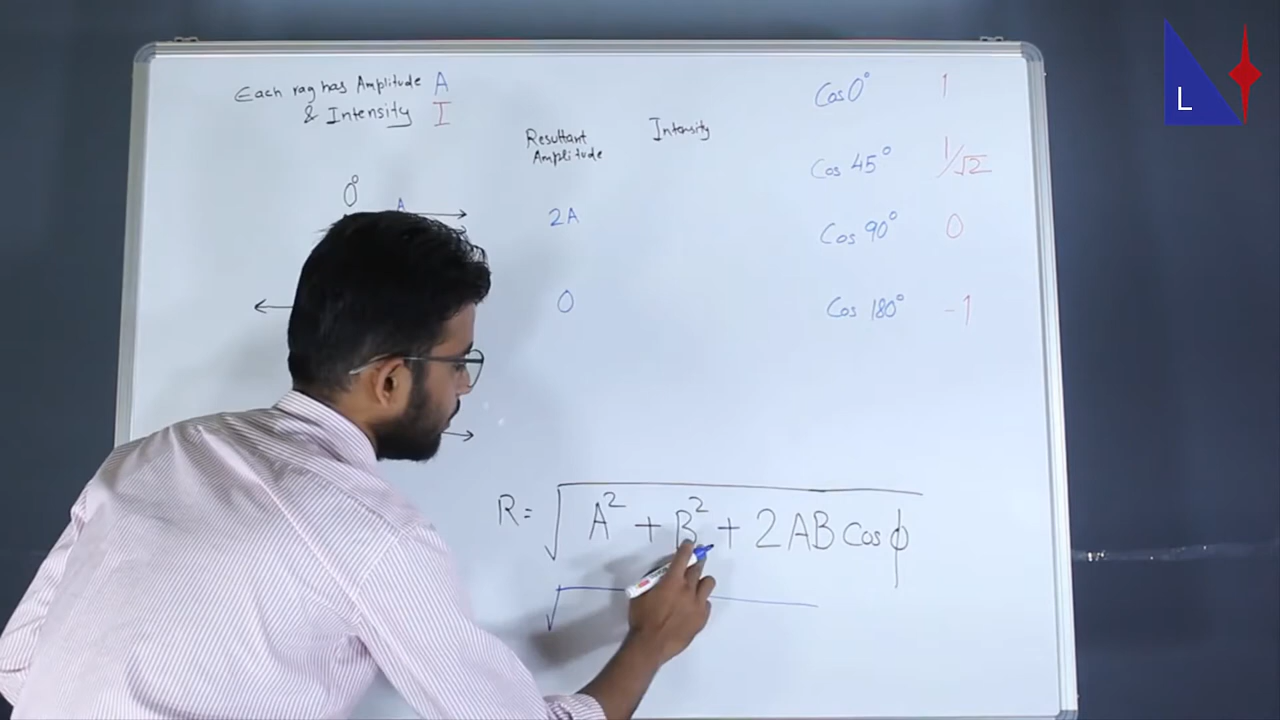 Each ray has Amplitude A
& Intensity I
Resultant Amplitude
Intensity
0°
A
2A
0
Cos 0° 1
Cos 45° 1/√2
Cos 90° 0
Cos 180° -1
R = √A² + B² + 2AB Cos ϕ
L